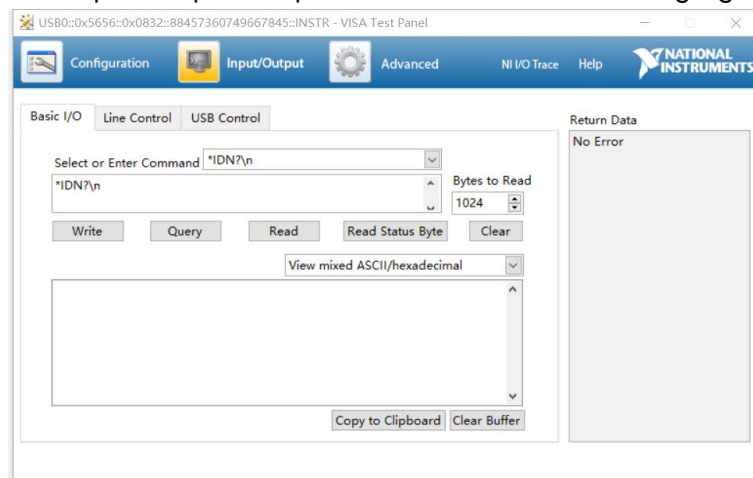 USB0::0x5656::0x0832::88457360749667845::INSTR - VISA Test Panel
Configuration Input/Output Advanced NI I/O Trace Help NATIONAL INSTRUMENTS
Basic I/O Line Control USB Control
Return Data
No Error
Select or Enter Command *IDN?\n
*IDN?\n
Bytes to Read
1024
Write Query Read Read Status Byte Clear
View mixed ASCII/hexadecimal
Copy to Clipboard Clear Buffer